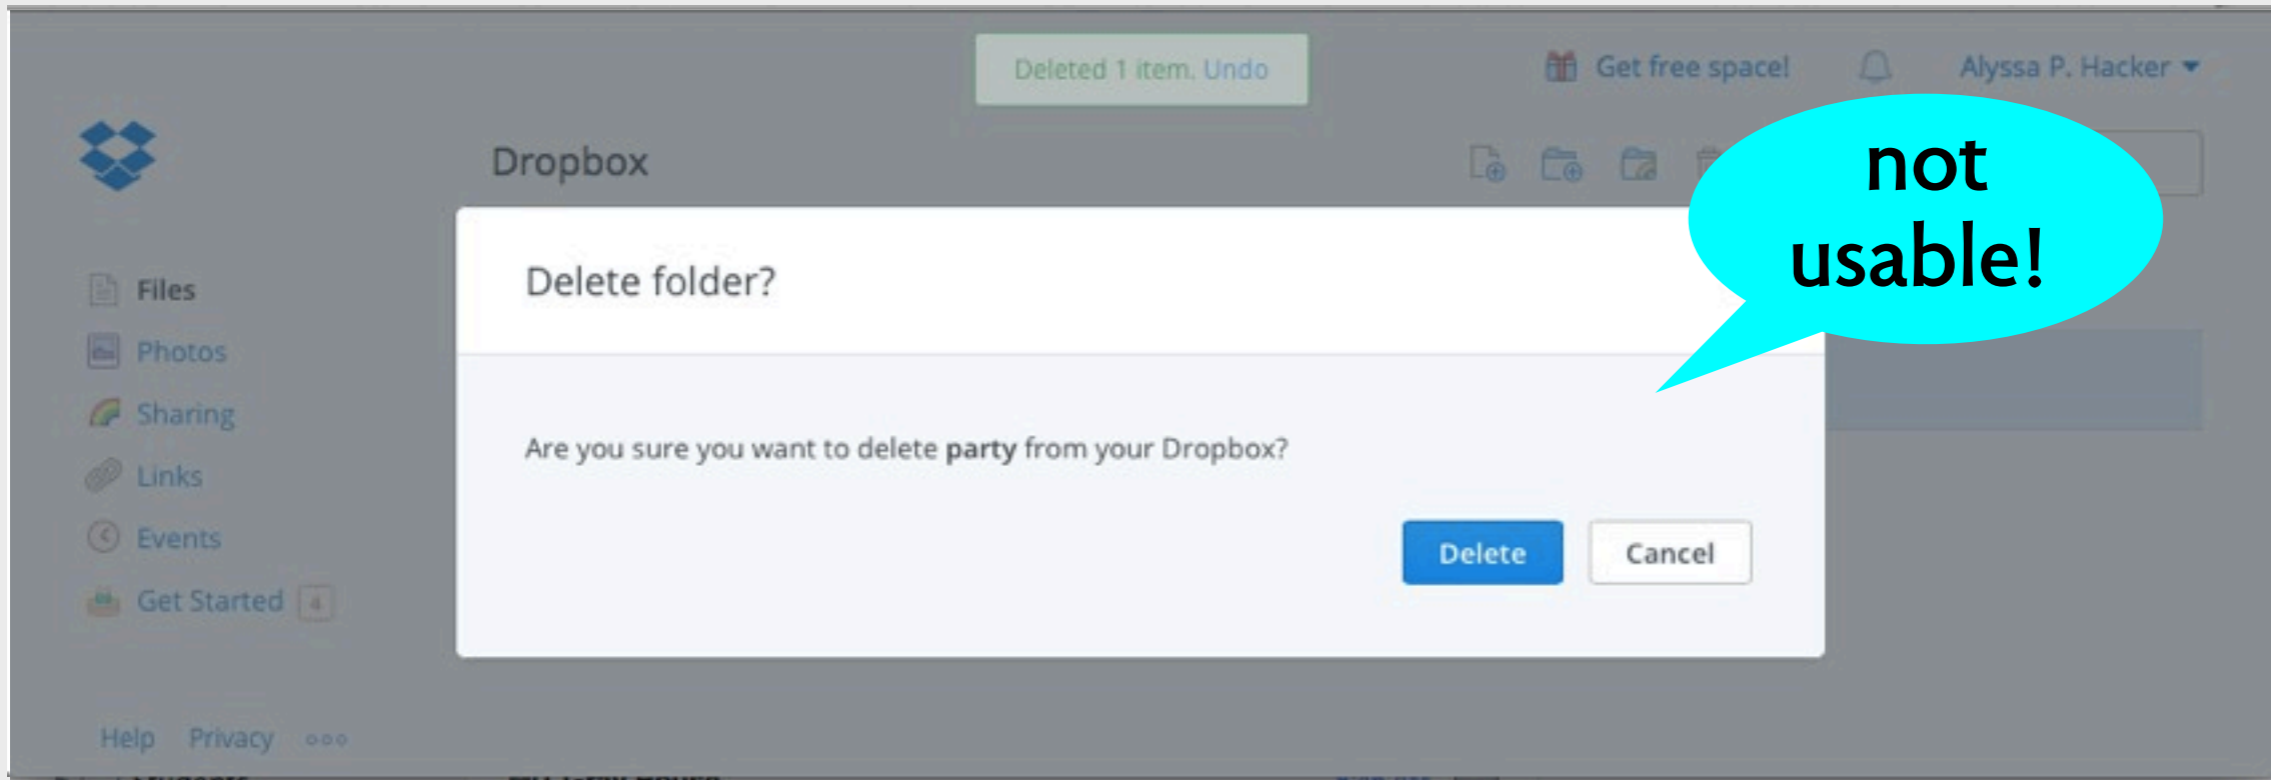 Deleted 1 item. Undo
Get free space!
Alyssa P. Hacker
Dropbox
not
usable!
Delete folder?
Files
Photos
Sharing
Links
Events
Get Started 4
Are you sure you want to delete party from your Dropbox?
Delete
Cancel
Help Privacy